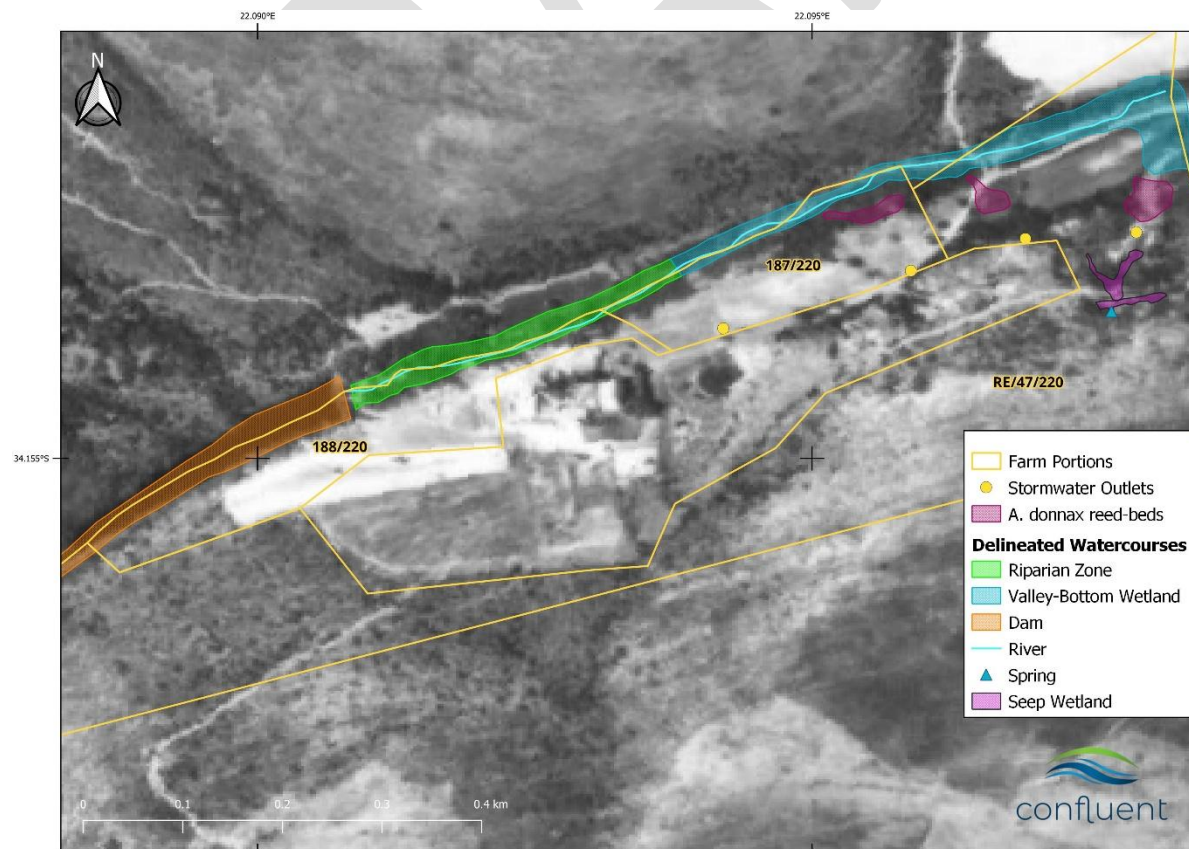 22.090°E
22.095°E
N
187/220
RE/47/220
188/220
34.155°S
Farm Portions
Stormwater Outlets
A. donnax reed-beds
Delineated Watercourses
Riparian Zone
Valley-Bottom Wetland
Dam
River
Spring
Seep Wetland
0 0.1 0.2 0.3 0.4 km
confluent